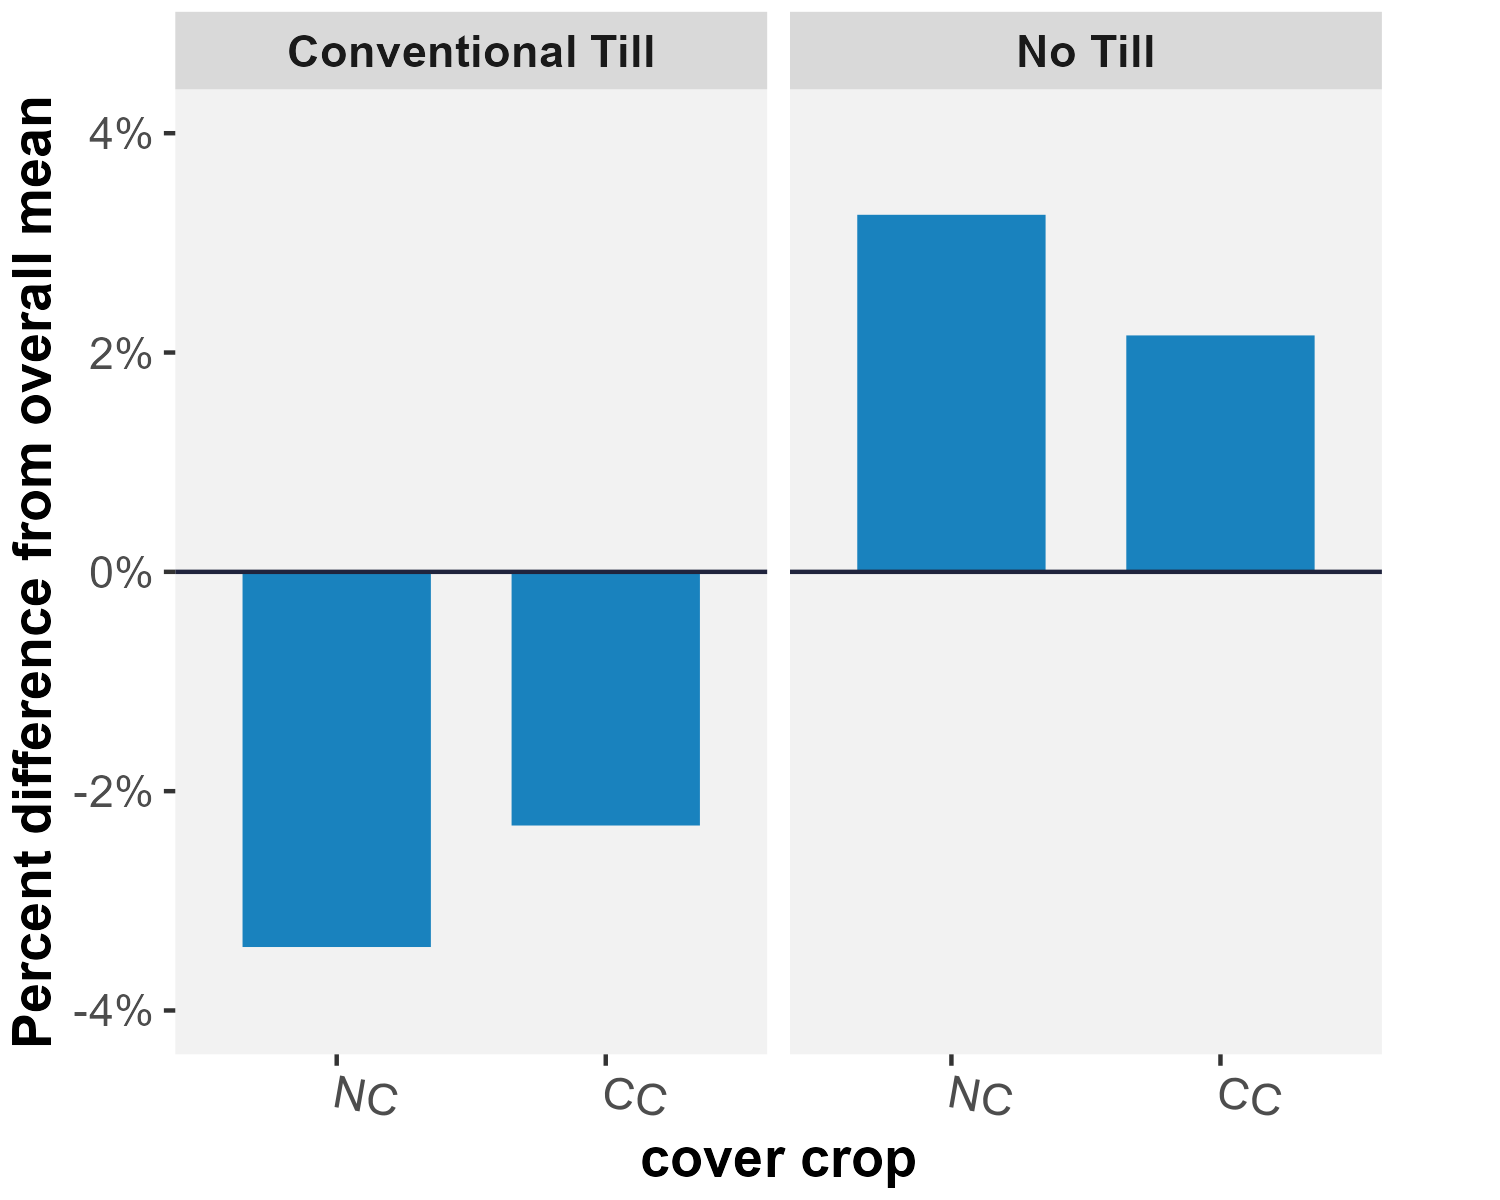 Conventional Till
No Till
Percent difference from overall mean
4%
2%
0%
-2%
-4%
NC
CC
NC
CC
cover crop